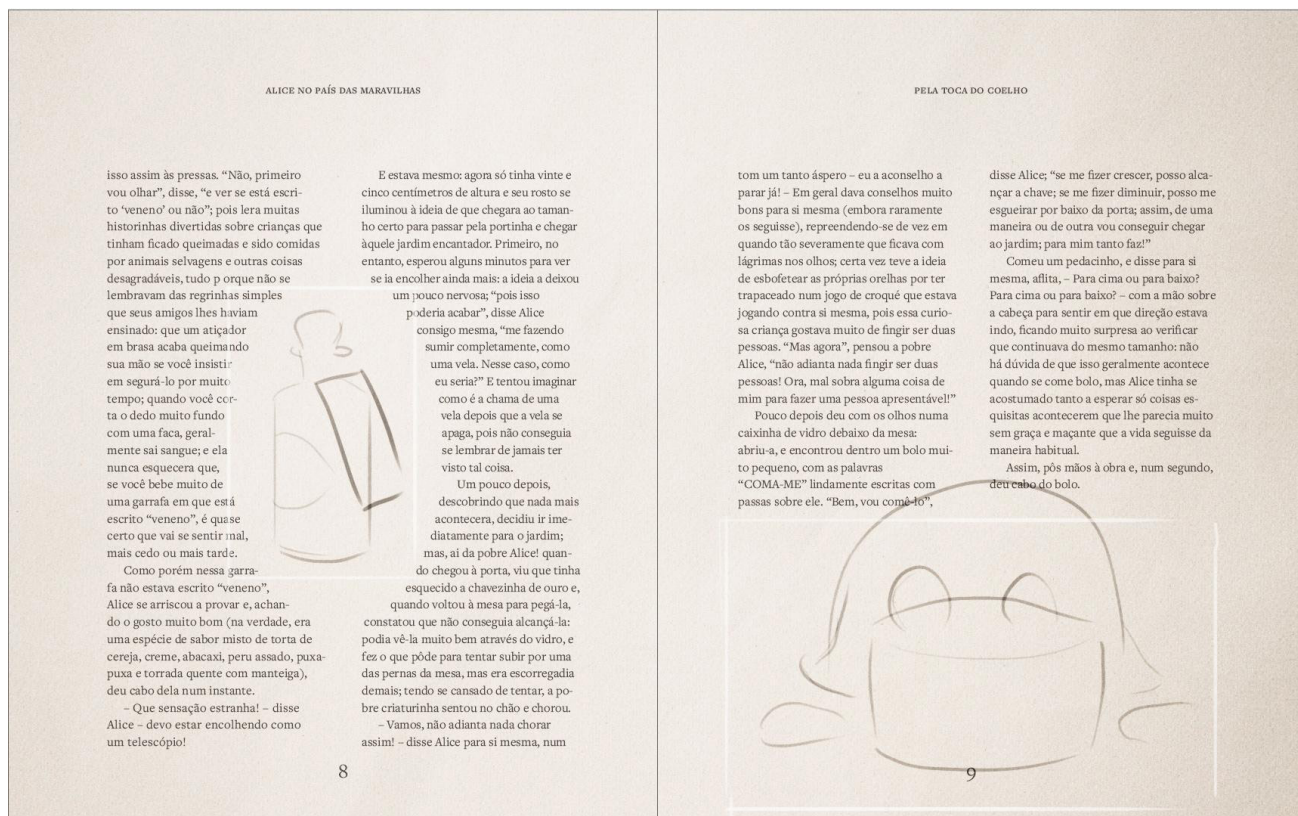 ALICE NO PAÍS DAS MARAVILHAS
isso assim às pressas. “Não, primeiro
vou olhar”, disse, “e ver se está escri-
to ‘veneno’ ou não”; pois lera muitas
historinhas divertidas sobre crianças que
tinham ficado queimadas e sido comidas
por animais selvagens e outras coisas
desagradáveis, tudo p orque não se
lembravam das regrinhas simples
que seus amigos lhes haviam
ensinado: que um atiçador
em brasa acaba queimando
sua mão se você insistir
em segurá-lo por muito
tempo; quando você cor-
ta o dedo muito fundo
com uma faca, geral-
mente sai sangue; e ela
nunca esquecera que,
se você bebe muito de
uma garrafa em que está
escrito “veneno”, é quase
certo que vai se sentir mal,
mais cedo ou mais tarde.
Como porém nessa garra-
fa não estava escrito “veneno”,
Alice se arriscou a provar e, achan-
do o gosto muito bom (na verdade, era
uma espécie de sabor misto de torta de
cereja, creme, abacaxi, peru assado, puxa-
puxa e torrada quente com manteiga),
deu cabo dela num instante.
– Que sensação estranha! – disse
Alice – devo estar encolhendo como
um telescópio!
E estava mesmo: agora só tinha vinte e
cinco centímetros de altura e seu rosto se
iluminou à ideia de que chegara ao taman-
ho certo para passar pela portinha e chegar
àquele jardim encantador. Primeiro, no
entanto, esperou alguns minutos para ver
se ia encolher ainda mais: a ideia a deixou
um pouco nervosa; “pois isso
poderia acabar”, disse Alice
consigo mesma, “me fazendo
sumir completamente, como
uma vela. Nesse caso, como
eu seria?” E tentou imaginar
como é a chama de uma
vela depois que a vela se
apaga, pois não conseguia
se lembrar de jamais ter
visto tal coisa.
Um pouco depois,
descobrindo que nada mais
acontecera, decidiu ir ime-
diatamente para o jardim;
mas, ai da pobre Alice! quan-
do chegou à porta, viu que tinha
esquecido a chavezinha de ouro e,
quando voltou à mesa para pegá-la,
constatou que não conseguia alcançá-la:
podia vê-la muito bem através do vidro, e
fez o que pôde para tentar subir por uma
das pernas da mesa, mas era escorregadia
demais; tendo se cansado de tentar, a po-
bre criaturinha sentou no chão e chorou.
– Vamos, não adianta nada chorar
assim! – disse Alice para si mesma, num
8
PELA TOCA DO COELHO
tom um tanto áspero – eu a aconselho a
parar já! – Em geral dava conselhos muito
bons para si mesma (embora raramente
os seguisse), repreendendo-se de vez em
quando tão severamente que ficava com
lágrimas nos olhos; certa vez teve a ideia
de esbofetear as próprias orelhas por ter
trapaceado num jogo de croqué que estava
jogando contra si mesma, pois essa curio-
sa criança gostava muito de fingir ser duas
pessoas. “Mas agora”, pensou a pobre
Alice, “não adianta nada fingir ser duas
pessoas! Ora, mal sobra alguma coisa de
mim para fazer uma pessoa apresentável!”
Pouco depois deu com os olhos numa
caixinha de vidro debaixo da mesa:
abriu-a, e encontrou dentro um bolo mui-
to pequeno, com as palavras
“COMA-ME” lindamente escritas com
passas sobre ele. “Bem, vou comê-lo”,
disse Alice; “se me fizer crescer, posso alca-
nçar a chave; se me fizer diminuir, posso me
esgueirar por baixo da porta; assim, de uma
maneira ou de outra vou conseguir chegar
ao jardim; para mim tanto faz!”
Comeu um pedacinho, e disse para si
mesma, aflita, – Para cima ou para baixo?
Para cima ou para baixo? – com a mão sobre
a cabeça para sentir em que direção estava
indo, ficando muito surpresa ao verificar
que continuava do mesmo tamanho: não
há dúvida de que isso geralmente acontece
quando se come bolo, mas Alice tinha se
acostumado tanto a esperar só coisas es-
quisitas acontecerem que lhe parecia muito
sem graça e maçante que a vida seguisse da
maneira habitual.
Assim, pôs mãos à obra e, num segundo,
deu cabo do bolo.
9